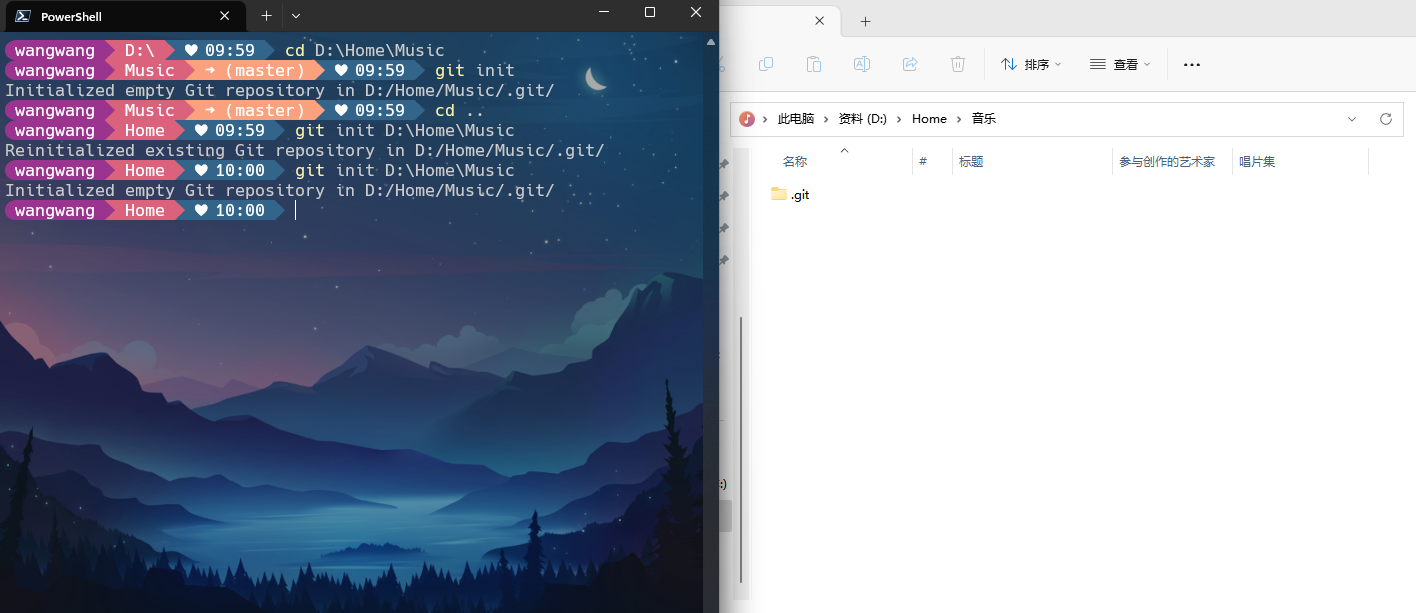 PowerShell
wangwang D:\ ♥ 09:59 cd D:\Home\Music
wangwang Music ➜ (master) ♥ 09:59 git init
Initialized empty Git repository in D:/Home/Music/.git/
wangwang Music ➜ (master) ♥ 09:59 cd ..
wangwang Home ♥ 09:59 git init D:\Home\Music
Reinitialized existing Git repository in D:/Home/Music/.git/
wangwang Home ♥ 10:00 git init D:\Home\Music
Initialized empty Git repository in D:/Home/Music/.git/
wangwang Home ♥ 10:00
排序 查看 •••
此电脑 > 资料 (D:) > Home > 音乐
名称 # 标题 参与创作的艺术家 唱片集
.git
:)